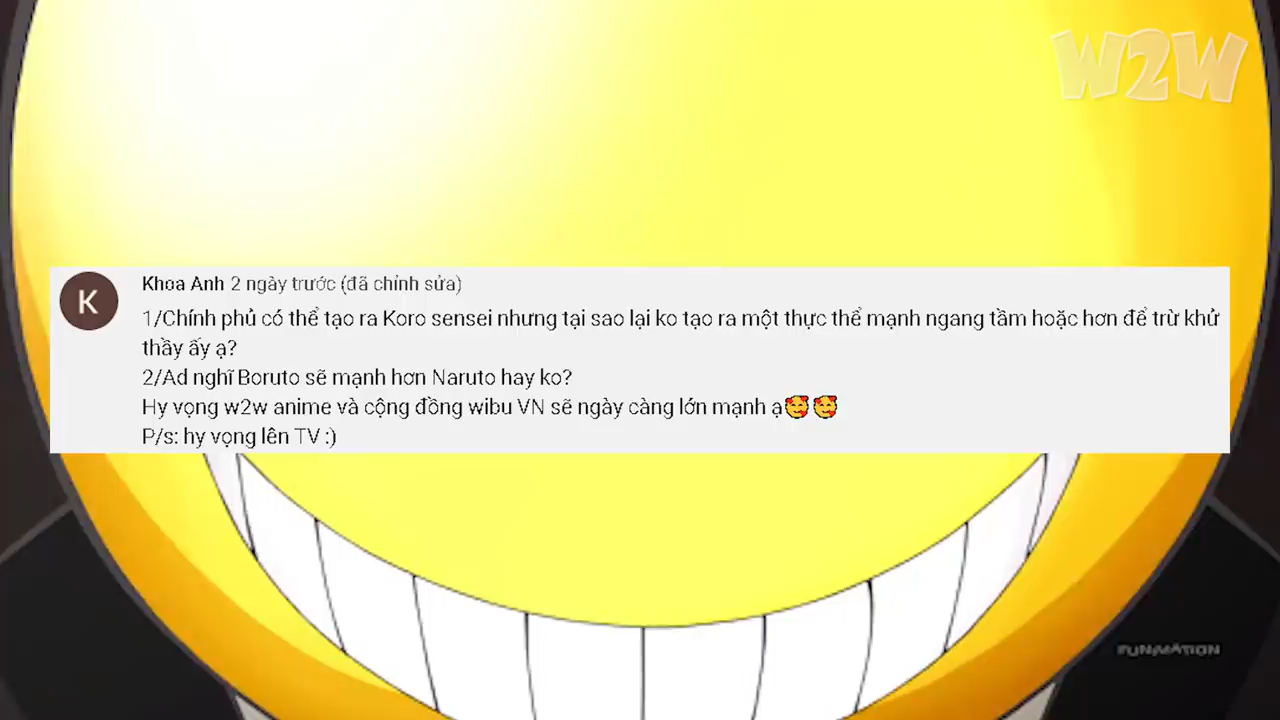 W2W
Khoa Anh 2 ngày trước (đã chỉnh sửa)
K
1/Chính phủ có thể tạo ra Koro sensei nhưng tại sao lại ko tạo ra một thực thể mạnh ngang tầm hoặc hơn để trừ khử
thầy ấy ạ?
2/Ad nghĩ Boruto sẽ mạnh hơn Naruto hay ko?
Hy vọng w2w anime và cộng đồng wibu VN sẽ ngày càng lớn mạnh ạ🥰🥰
P/s: hy vọng lên TV :)
FUNIMATION